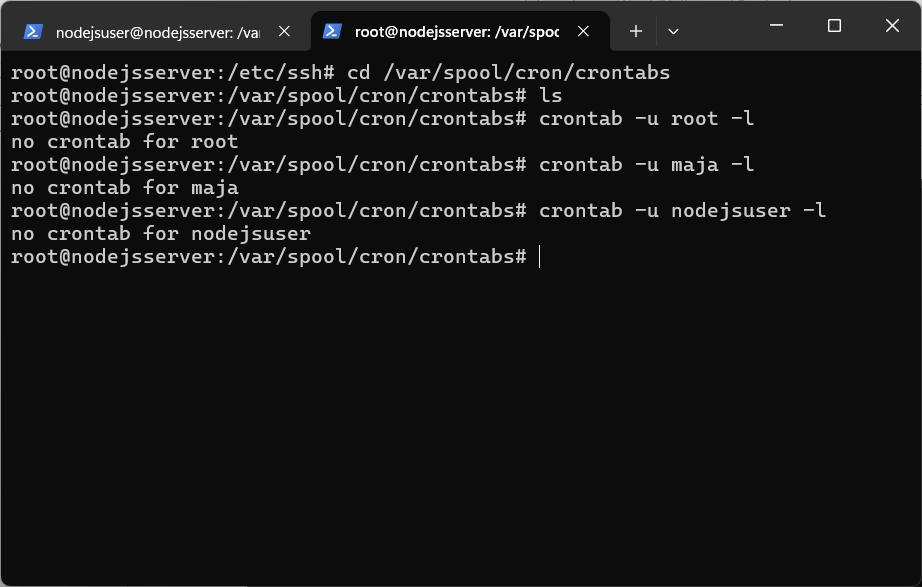 nodejsuser@nodejsserver: /va
root@nodejsserver: /var/spoc
root@nodejsserver:/etc/ssh# cd /var/spool/cron/crontabs
root@nodejsserver:/var/spool/cron/crontabs# ls
root@nodejsserver:/var/spool/cron/crontabs# crontab -u root -l
no crontab for root
root@nodejsserver:/var/spool/cron/crontabs# crontab -u maja -l
no crontab for maja
root@nodejsserver:/var/spool/cron/crontabs# crontab -u nodejsuser -l
no crontab for nodejsuser
root@nodejsserver:/var/spool/cron/crontabs#